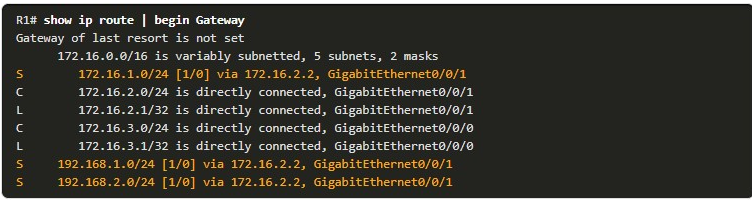 R1# show ip route | begin Gateway
Gateway of last resort is not set
172.16.0.0/16 is variably subnetted, 5 subnets, 2 masks
S 172.16.1.0/24 [1/0] via 172.16.2.2, GigabitEthernet0/0/1
C 172.16.2.0/24 is directly connected, GigabitEthernet0/0/1
L 172.16.2.1/32 is directly connected, GigabitEthernet0/0/1
C 172.16.3.0/24 is directly connected, GigabitEthernet0/0/0
L 172.16.3.1/32 is directly connected, GigabitEthernet0/0/0
S 192.168.1.0/24 [1/0] via 172.16.2.2, GigabitEthernet0/0/1
S 192.168.2.0/24 [1/0] via 172.16.2.2, GigabitEthernet0/0/1